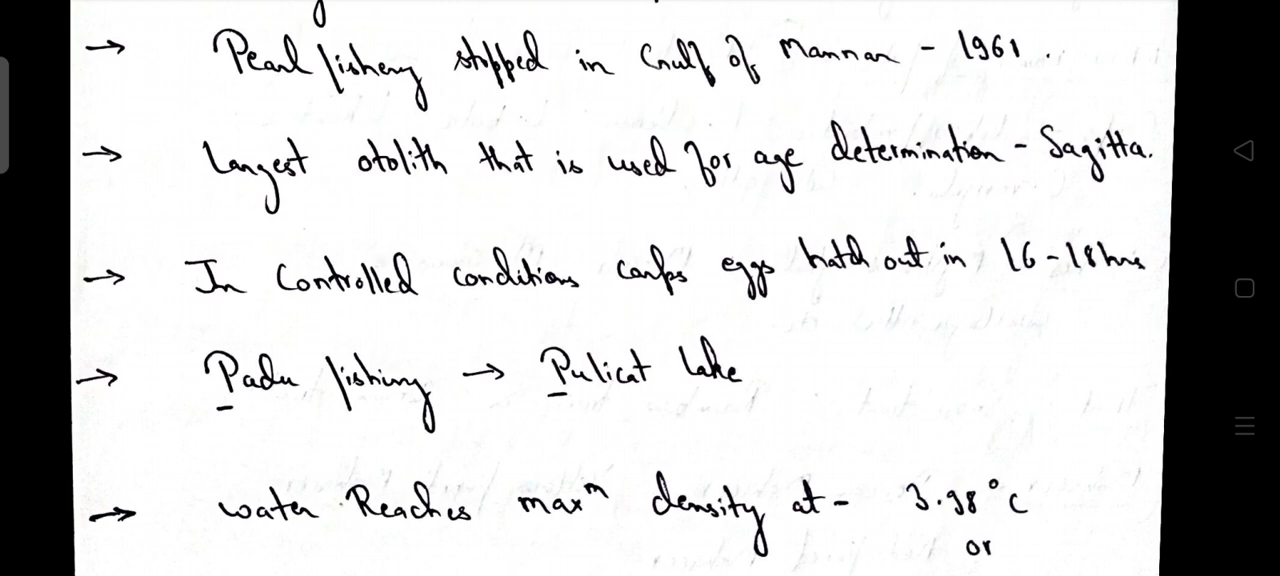 → Pearl fishery stopped in Gulf of Mannar - 1961.
→ Largest otolith that is used for age determination - Sagitta.
→ In Controlled conditions carps eggs hatch out in 16-18hrs
→ Padu fishing → Pulicat Lake
→ water Reaches maxᵐ density at - 3.98°C
or